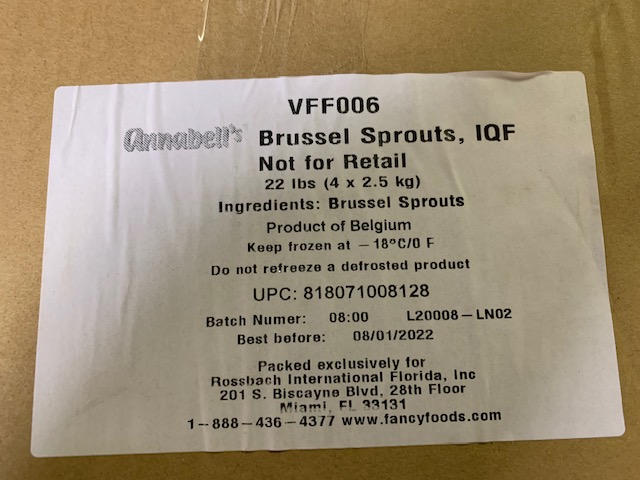 VFF006
Annabell's Brussel Sprouts, IQF
Not for Retail
22 lbs (4 x 2.5 kg)
Ingredients: Brussel Sprouts
Product of Belgium
Keep frozen at –18°C/0 F
Do not refreeze a defrosted product
UPC: 818071008128
Batch Numer: 08:00 L20008–LN02
Best before: 08/01/2022
Packed exclusively for
Rossbach International Florida, Inc
201 S. Biscayne Blvd, 28th Floor
Miami, FL 33131
1–888–436–4377 www.fancyfoods.com